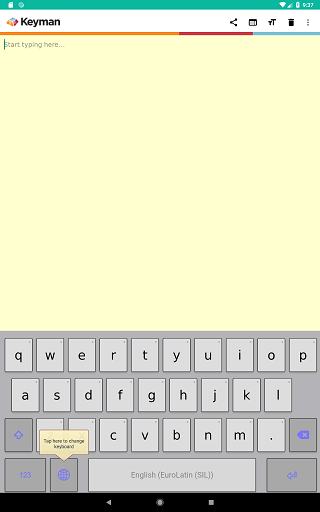 9:37
Keyman
Start typing here...
q w e r t y u i o p
a s d f g h j k l
c v b n m .
Tap here to change
keyboard
123
English (EuroLatin (SIL))